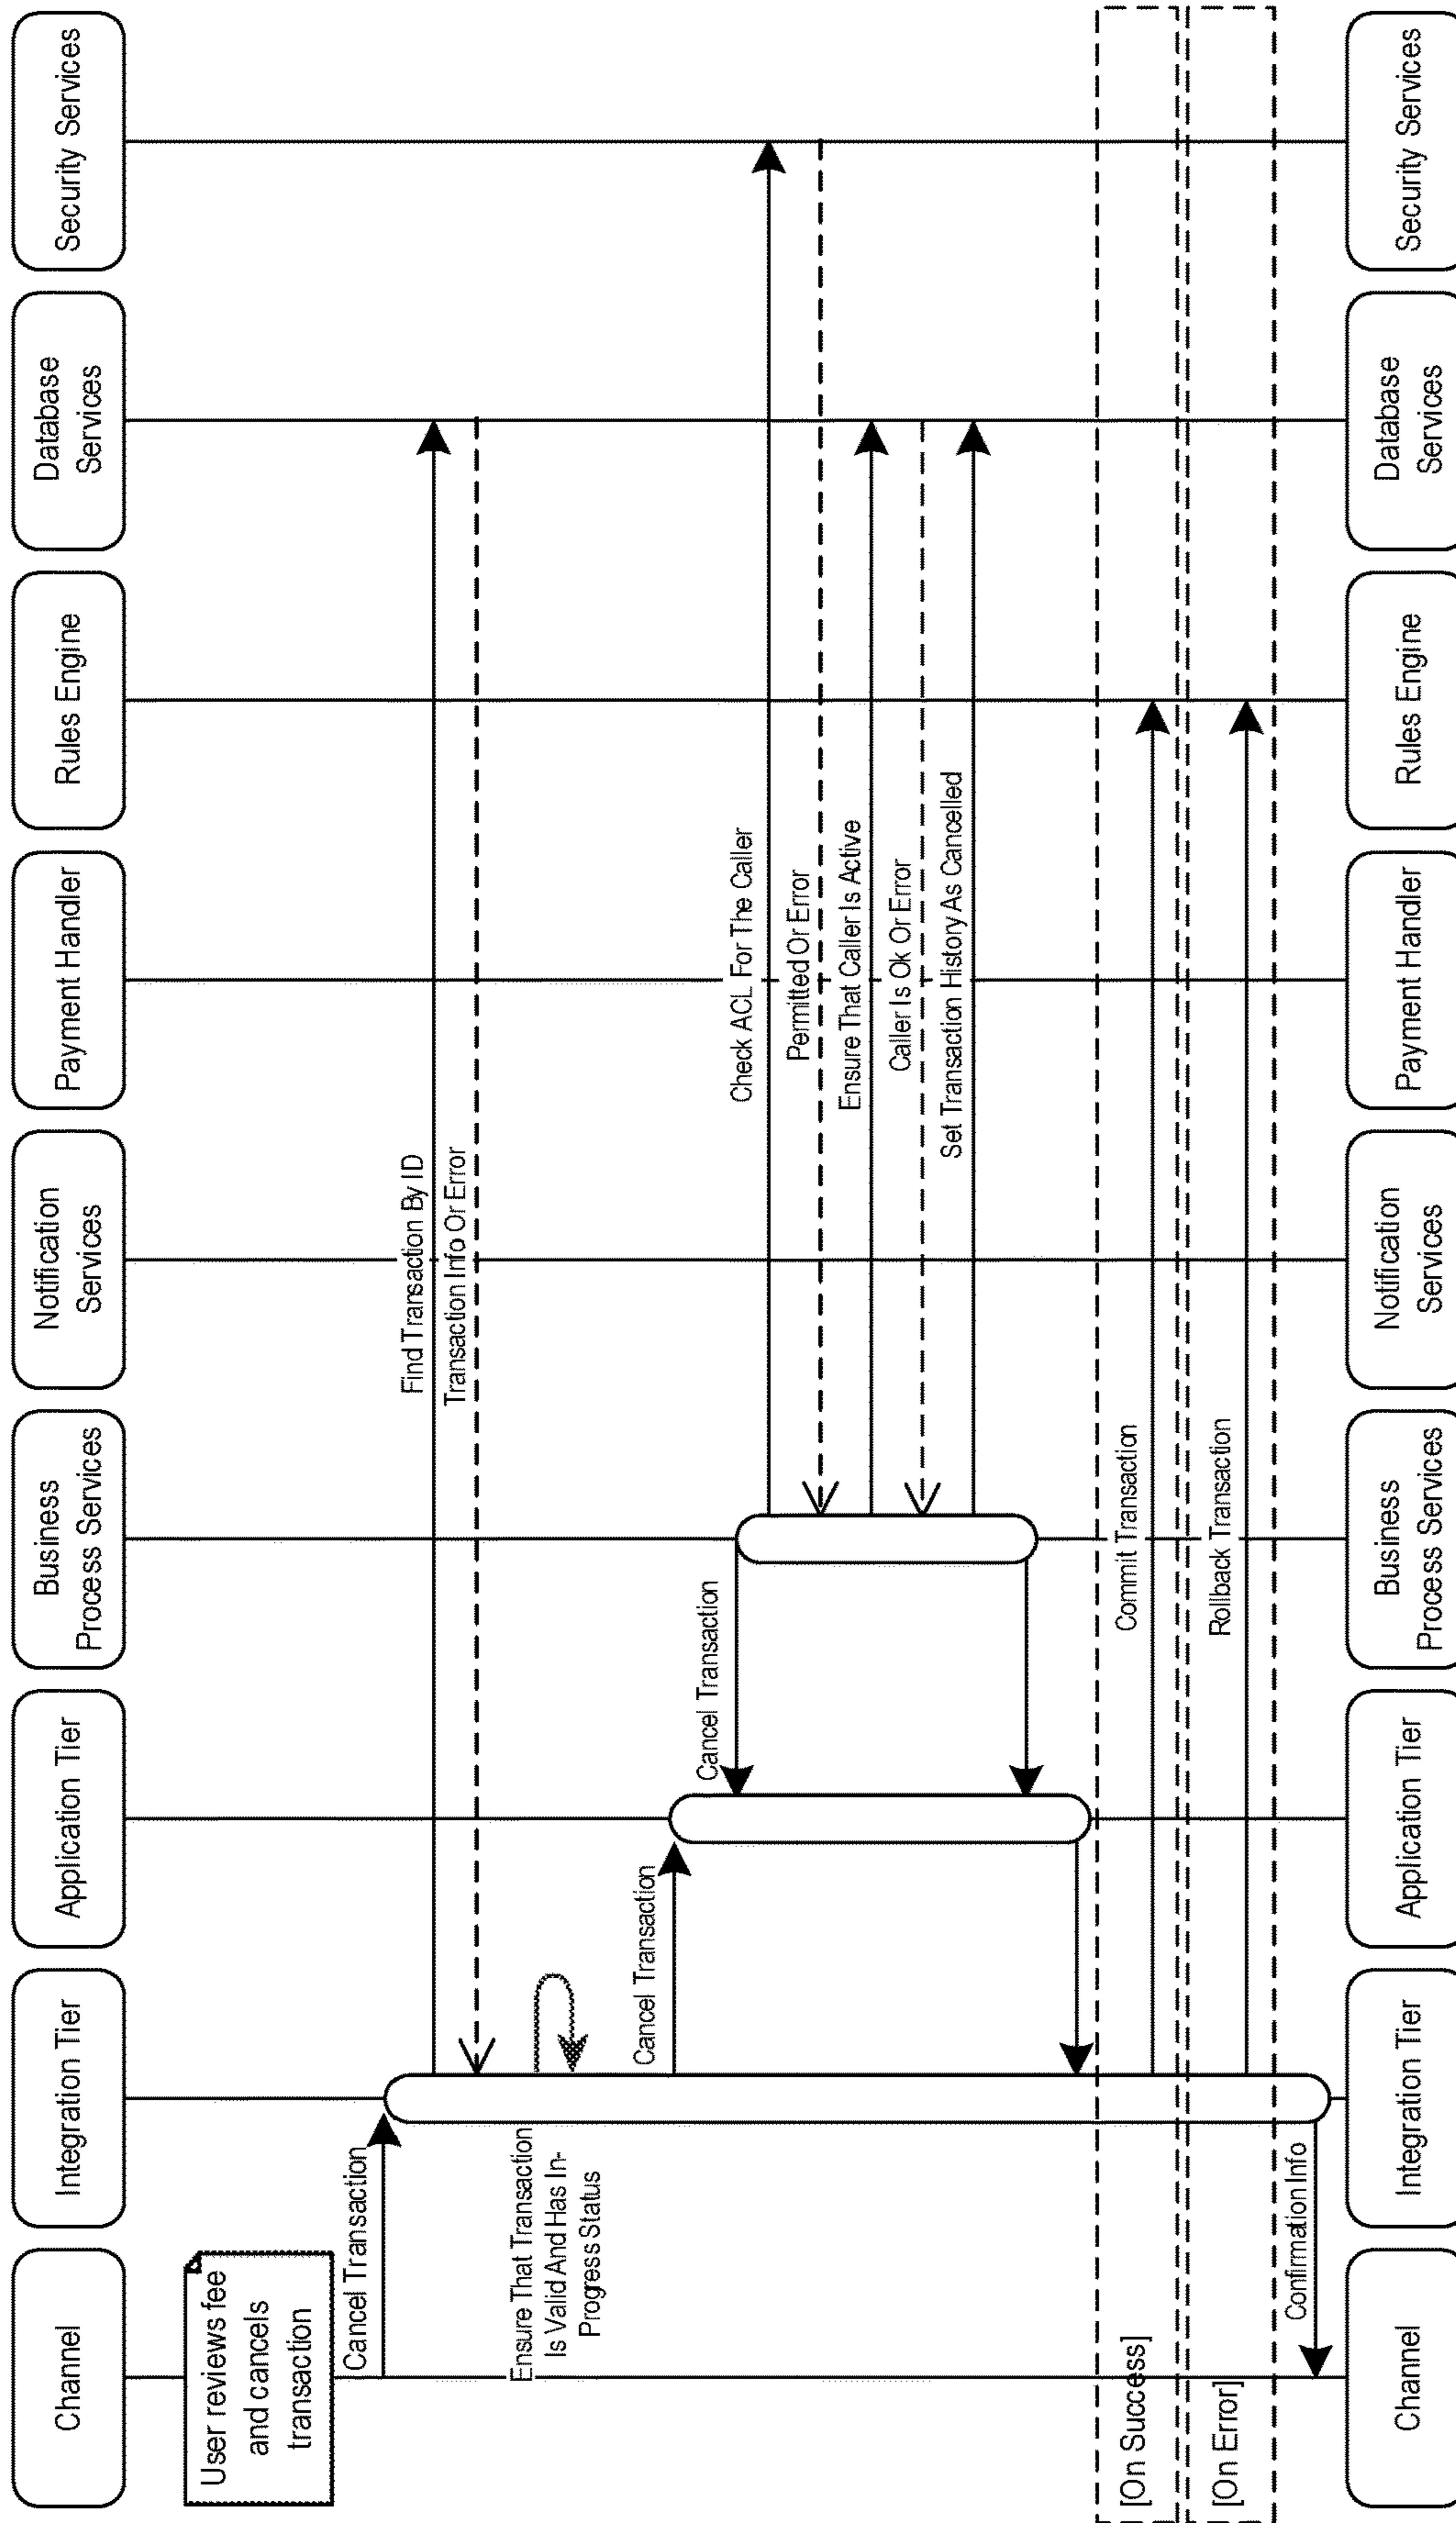 Channel
Integration Tier
Application Tier
Business
Process Services
Notification
Services
Payment Handler
Rules Engine
Database
Services
Security Services
User reviews fee
and cancels
transaction
Cancel Transaction
Find Transaction By ID
Transaction Info Or Error
Ensure That Transaction
Is Valid And Has In-
Progress Status
Cancel Transaction
Cancel Transaction
Check ACL For The Caller
Permitted Or Error
Ensure That Caller Is Active
Caller Is Ok Or Error
Set Transaction History As Cancelled
[On Success]
Commit Transaction
[On Error]
Rollback Transaction
Confirmation Info
Channel
Integration Tier
Application Tier
Business
Process Services
Notification
Services
Payment Handler
Rules Engine
Database
Services
Security Services